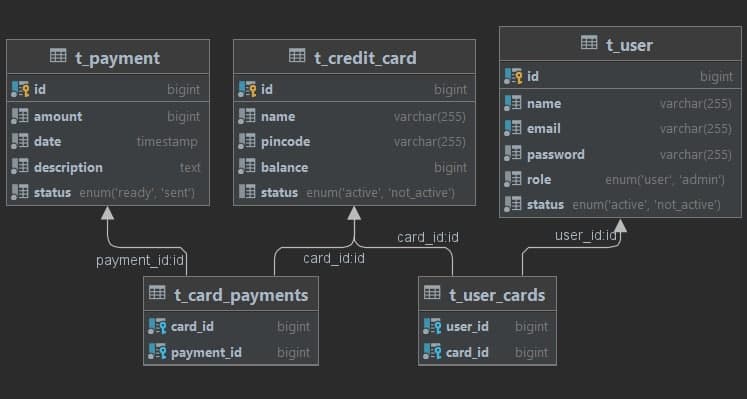 t_payment
id bigint
amount bigint
date timestamp
description text
status enum('ready', 'sent')
t_credit_card
id bigint
name varchar(255)
pincode varchar(255)
balance bigint
status enum('active', 'not_active')
t_user
id bigint
name varchar(255)
email varchar(255)
password varchar(255)
role enum('user', 'admin')
status enum('active', 'not_active')
payment_id:id
card_id:id
card_id:id
user_id:id
t_card_payments
card_id bigint
payment_id bigint
t_user_cards
user_id bigint
card_id bigint